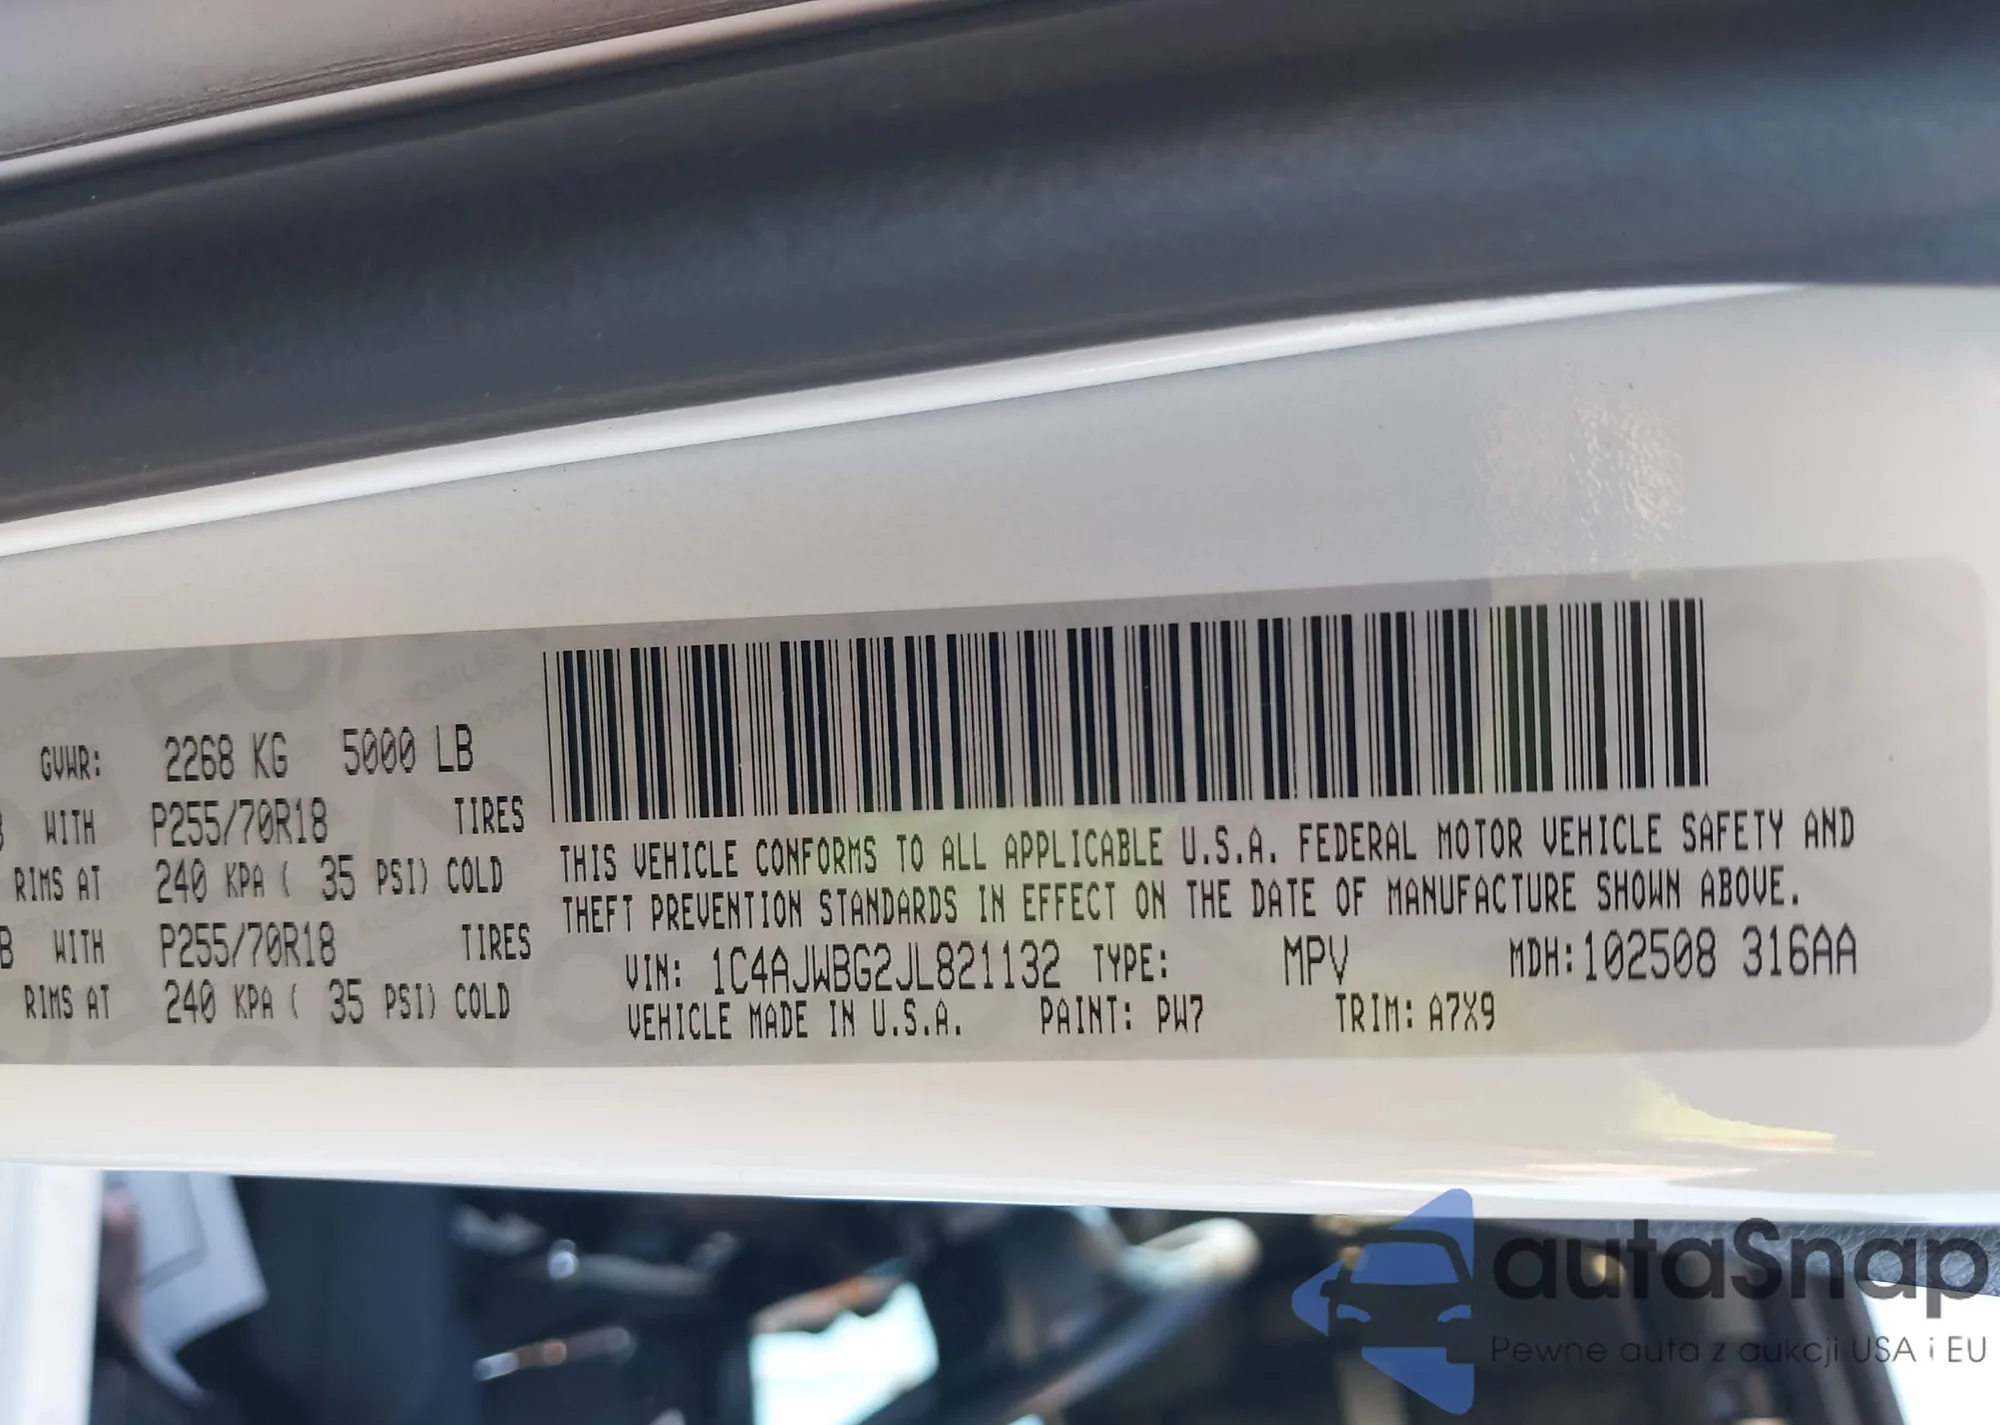 GVWR: 2268 KG 5000 LB
WITH P255/70R18 TIRES
RIMS AT 240 KPA ( 35 PSI) COLD
B WITH P255/70R18 TIRES
RIMS AT 240 KPA ( 35 PSI) COLD
THIS VEHICLE CONFORMS TO ALL APPLICABLE U.S.A. FEDERAL MOTOR VEHICLE SAFETY AND
THEFT PREVENTION STANDARDS IN EFFECT ON THE DATE OF MANUFACTURE SHOWN ABOVE.
VIN: 1C4AJWBG2JL821132 TYPE: MPV MDH:102508 316AA
VEHICLE MADE IN U.S.A. PAINT: PW7 TRIM: A7X9
autaSnap
Pewne auta z aukcji USA i EU